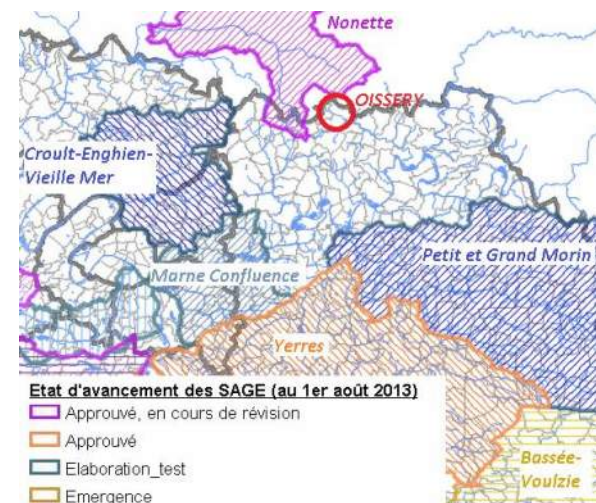 Nonette
OISSERY
Croult-Enghien-
Vieille Mer
Petit et Grand Morin
Marne Confluence
Yerres
Etat d'avancement des SAGE (au 1er août 2013)
Approuvé, en cours de révision
Approuvé
Elaboration_test
Emergence
Bassée-
Voulzie